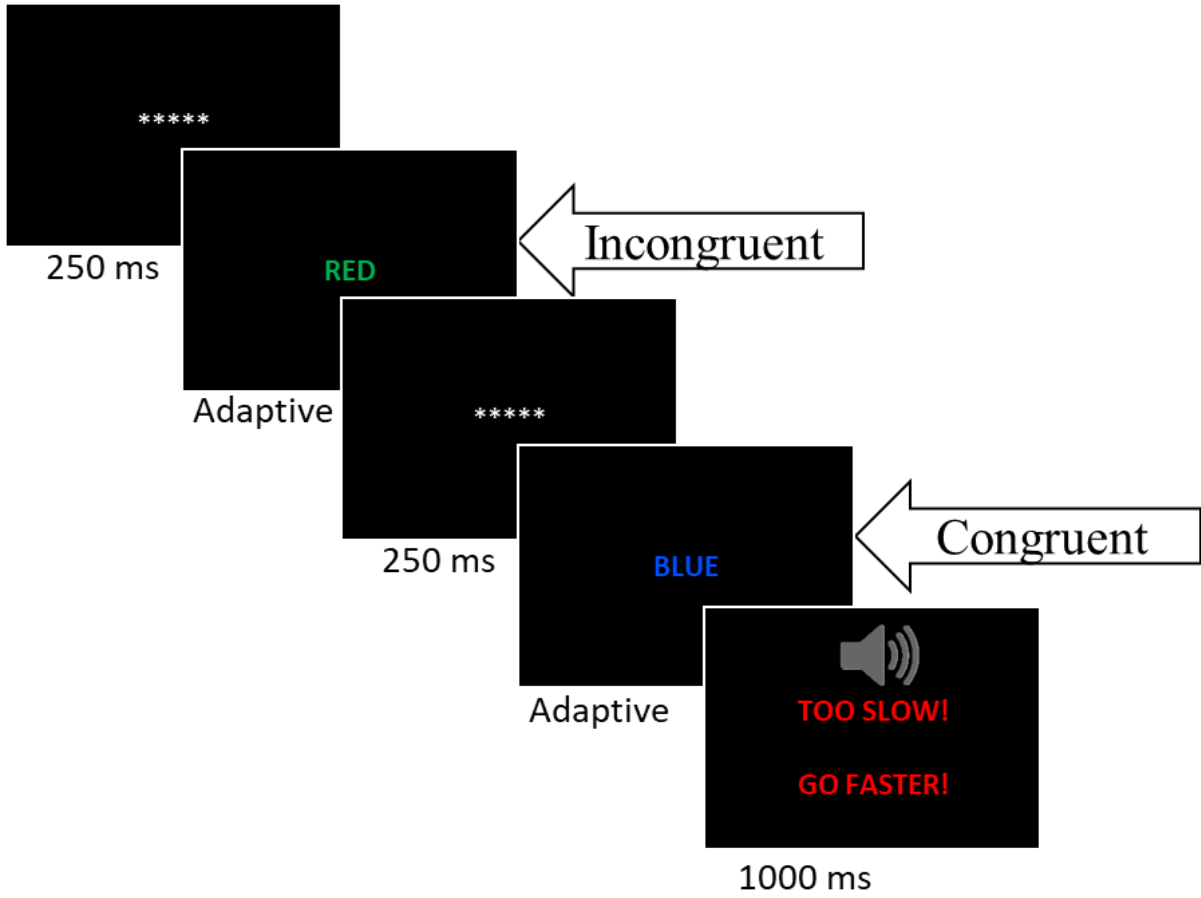 *****
250 ms
Incongruent
RED
Adaptive
*****
250 ms
Congruent
BLUE
Adaptive
TOO SLOW!
GO FASTER!
1000 ms